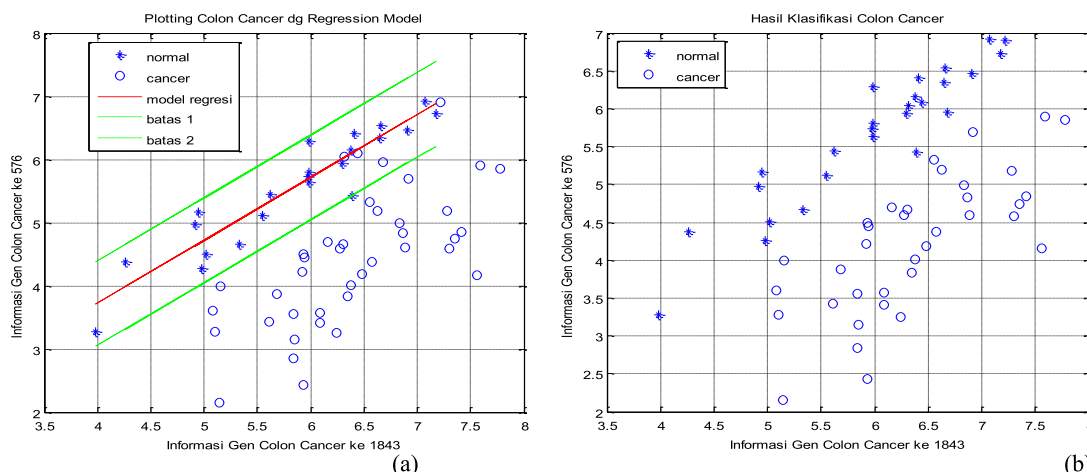 Plotting Colon Cancer dg Regression Model
8
7
6
5
4
3
2
3.5 4 4.5 5 5.5 6 6.5 7 7.5 8
normal
cancer
model regresi
batas 1
batas 2
Informasi Gen Colon Cancer ke 576
Informasi Gen Colon Cancer ke 1843
(a)
Hasil Klasifikasi Colon Cancer
7
6.5
6
5.5
5
4.5
4
3.5
3
2.5
2
3.5 4 4.5 5 5.5 6 6.5 7 7.5 8
normal
cancer
Informasi Gen Colon Cancer ke 576
Informasi Gen Colon Cancer ke 1843
(b)